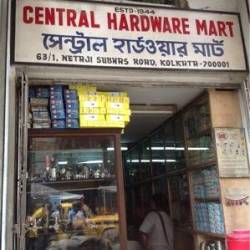 ESTD-1944
CENTRAL HARDWARE MART
সেন্ট্রাল হার্ডওয়ার মার্ট
63/1, NETAJI SUBHAS ROAD, KOLKATA-700001